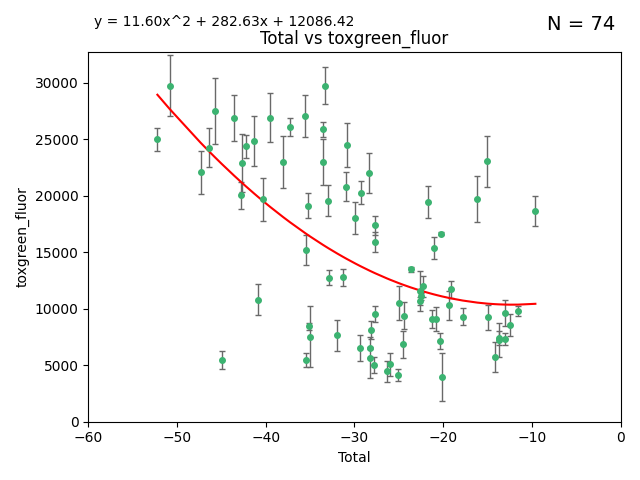 y = 11.60x^2 + 282.63x + 12086.42
N = 74
Total vs toxgreen_fluor
30000
25000
20000
15000
10000
5000
0
toxgreen_fluor
−60 −50 −40 −30 −20 −10 0
Total